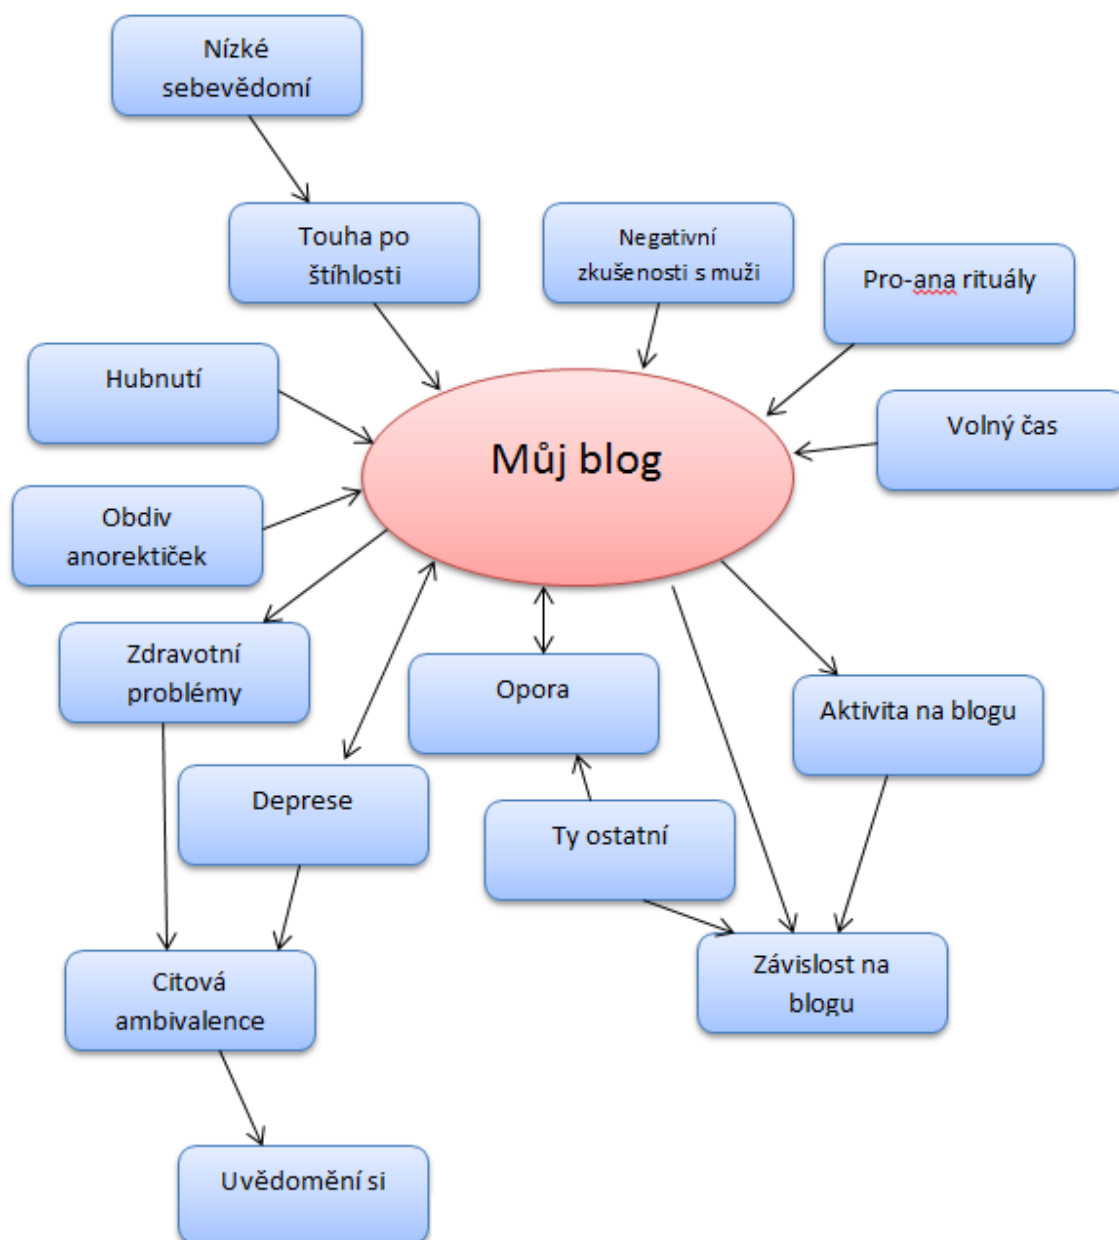 Nízké
sebevědomí
Touha po
štíhlosti
Negativní
zkušenosti s muži
Pro-ana rituály
Hubnutí
Volný čas
Můj blog
Obdiv
anorektiček
Zdravotní
problémy
Opora
Aktivita na blogu
Deprese
Ty ostatní
Citová
ambivalence
Závislost na
blogu
Uvědomění si